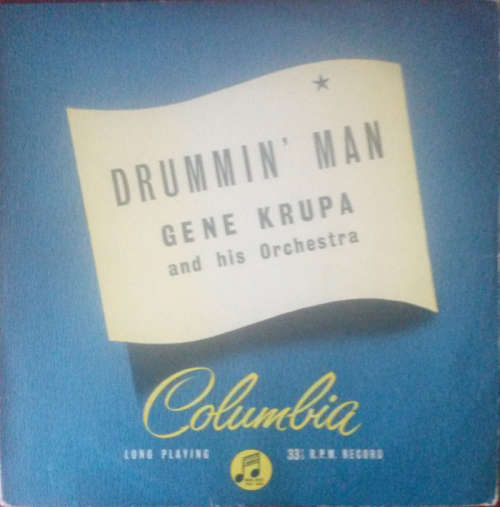 DRUMMIN' MAN
GENE KRUPA
and his Orchestra
Columbia
LONG PLAYING
33⅓ R.P.M. RECORD